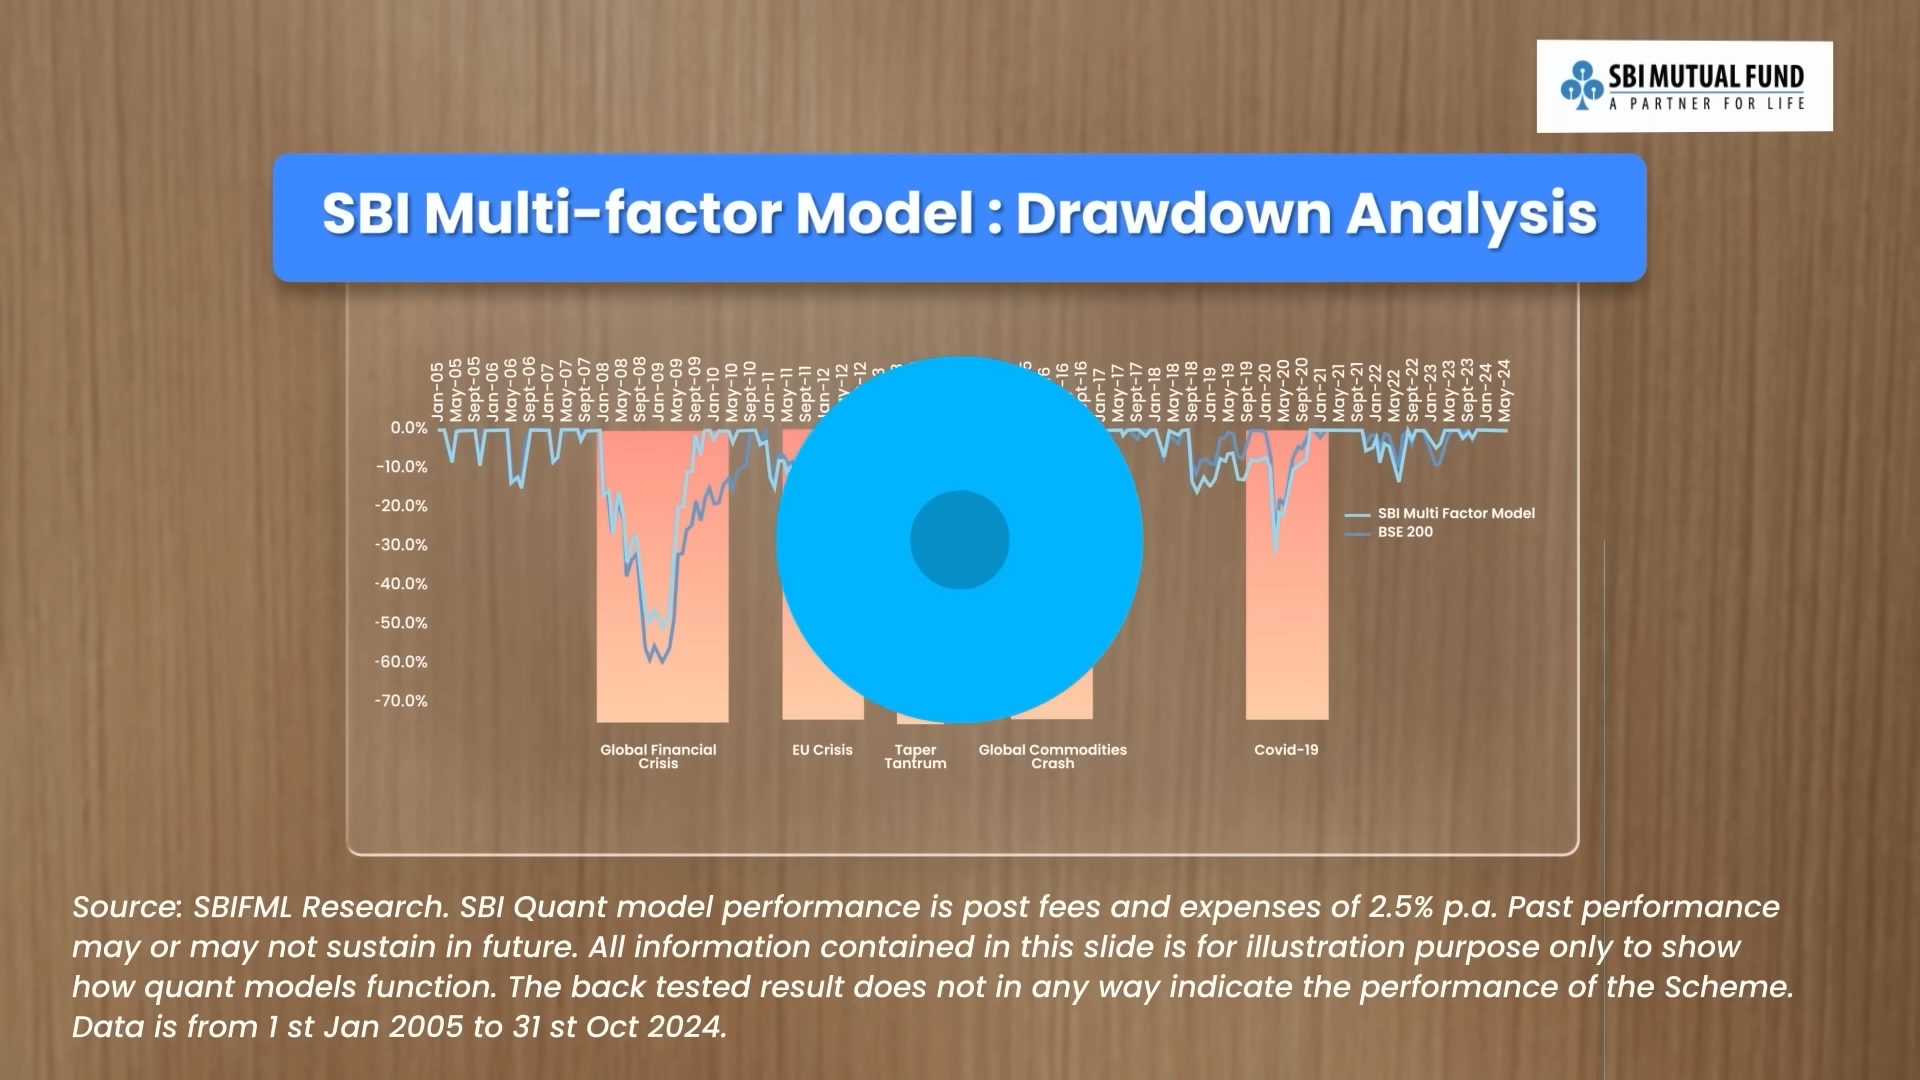 SBI MUTUAL FUND
A PARTNER FOR LIFE
SBI Multi-factor Model : Drawdown Analysis
Jan-05
May-05
Sept-05
Jan-06
May-06
Sept-06
Jan-07
May-07
Sept-07
Jan-08
May-08
Sept-08
Jan-09
May-09
Sept-09
Jan-10
May-10
Sept-10
Jan-11
May-11
Sept-11
Jan-12
Sept-16
Jan-17
May-17
Sept-17
Jan-18
May-18
Sept-18
Jan-19
May-19
Sept-19
Jan-20
May-20
Sept-20
Jan-21
May-21
Sept-21
Jan-22
May22
Sept-22
Jan-23
May-23
Sept-23
Jan-24
May-24
0.0%
-10.0%
-20.0%
-30.0%
-40.0%
-50.0%
-60.0%
-70.0%
SBI Multi Factor Model
BSE 200
Global Financial
Crisis
EU Crisis
Taper
Tantrum
Global Commodities
Crash
Covid-19
Source: SBIFML Research. SBI Quant model performance is post fees and expenses of 2.5% p.a. Past performance
may or may not sustain in future. All information contained in this slide is for illustration purpose only to show
how quant models function. The back tested result does not in any way indicate the performance of the Scheme.
Data is from 1 st Jan 2005 to 31 st Oct 2024.